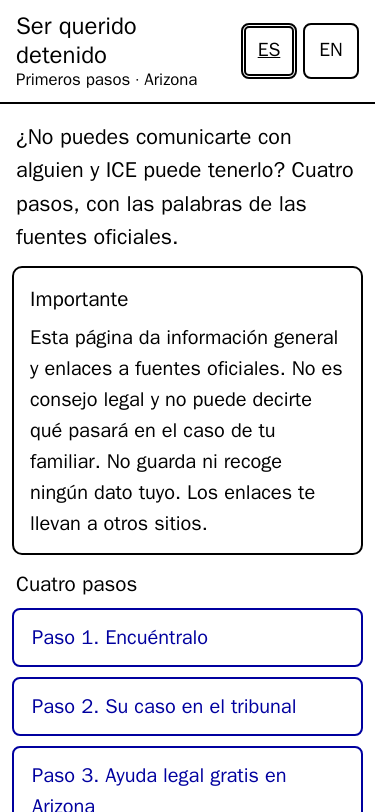 Ser querido
detenido
Primeros pasos · Arizona
ES
EN
¿No puedes comunicarte con
alguien y ICE puede tenerlo? Cuatro
pasos, con las palabras de las
fuentes oficiales.
Importante
Esta página da información general
y enlaces a fuentes oficiales. No es
consejo legal y no puede decirte
qué pasará en el caso de tu
familiar. No guarda ni recoge
ningún dato tuyo. Los enlaces te
llevan a otros sitios.
Cuatro pasos
Paso 1. Encuéntralo
Paso 2. Su caso en el tribunal
Paso 3. Ayuda legal gratis en
Arizona